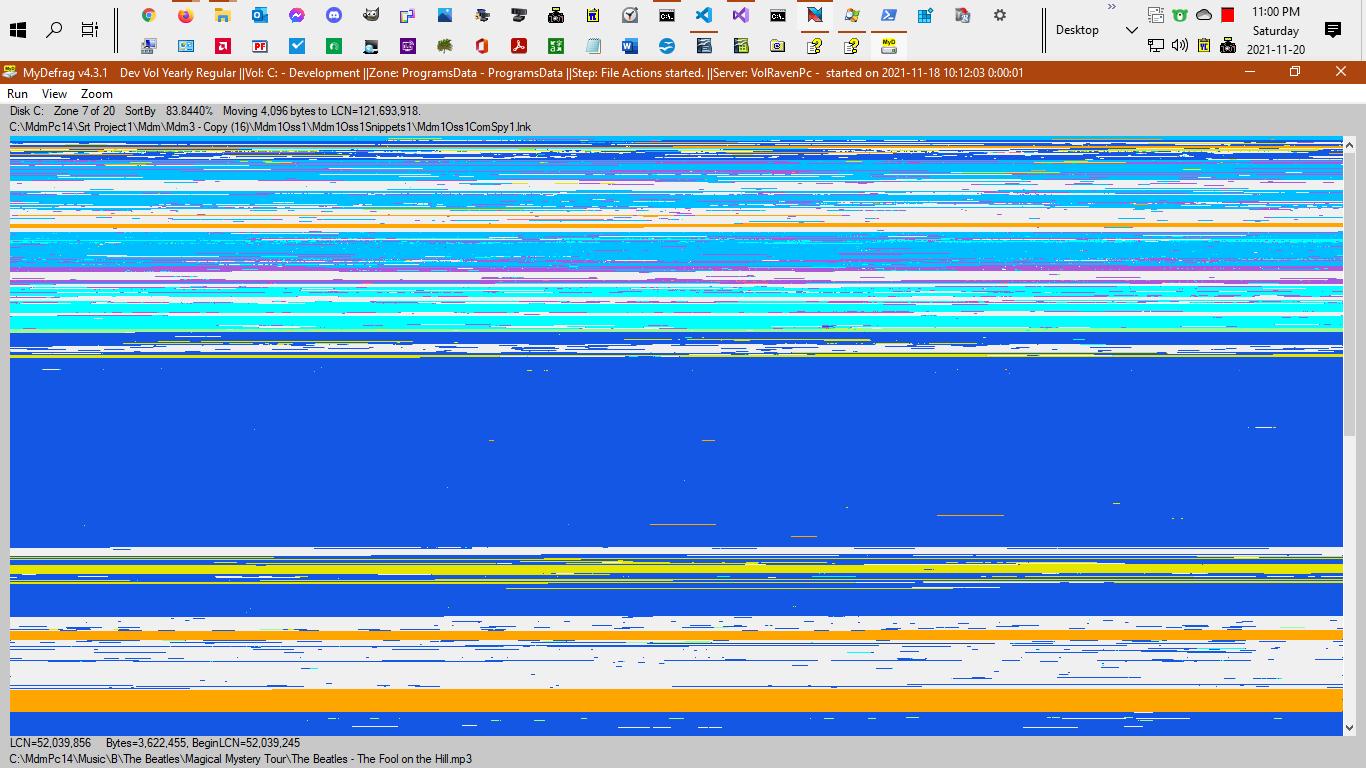 11:00 PM
Desktop
Saturday
2021-11-20
MyDefrag v4.3.1 Dev Vol Yearly Regular ||Vol: C: - Development ||Zone: ProgramsData - ProgramsData ||Step: File Actions started. ||Server: VolRavenPc - started on 2021-11-18 10:12:03 0:00:01
Run View Zoom
Disk C: Zone 7 of 20 SortBy 83.8440% Moving 4,096 bytes to LCN=121,693,918.
C:\MdmPc14\Srt Project1\Mdm\Mdm3 - Copy (16)\Mdm1Oss1\Mdm1Oss1Snippets1\Mdm1Oss1ComSpy1.lnk
LCN=52,039,856 Bytes=3,622,455, BeginLCN=52,039,245
C:\MdmPc14\Music\B\The Beatles\Magical Mystery Tour\The Beatles - The Fool on the Hill.mp3